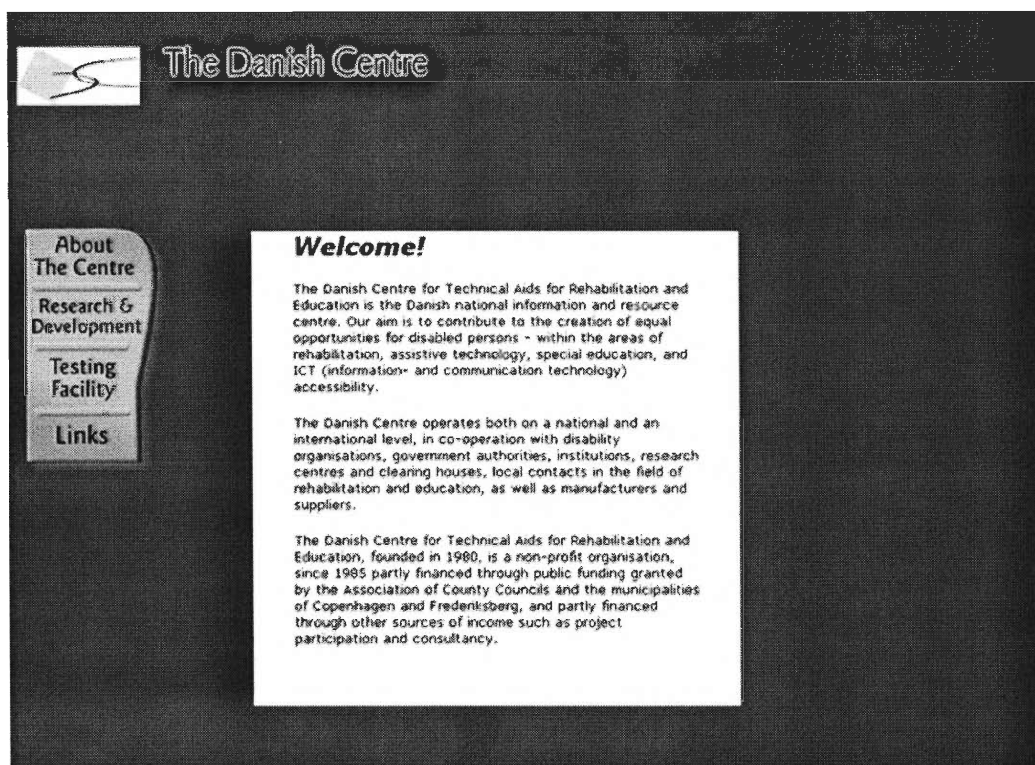 The Danish Centre
About
The Centre
Research &
Development
Testing
Facility
Links
Welcome!
The Danish Centre for Technical Aids for Rehabilitation and
Education is the Danish national information and resource
centre. Our aim is to contribute to the creation of equal
opportunities for disabled persons - within the areas of
rehabilitation, assistive technology, special education, and
ICT (information- and communication technology)
accessibility.
The Danish Centre operates both on a national and an
international level, in co-operation with disability
organisations, government authorities, institutions, research
centres and clearing houses, local contacts in the field of
rehabilitation and education, as well as manufacturers and
suppliers.
The Danish Centre for Technical Aids for Rehabilitation and
Education, founded in 1980, is a non-profit organisation,
since 1985 partly financed through public funding granted
by the Association of County Councils and the municipalities
of Copenhagen and Frederiksberg, and partly financed
through other sources of income such as project
participation and consultancy.